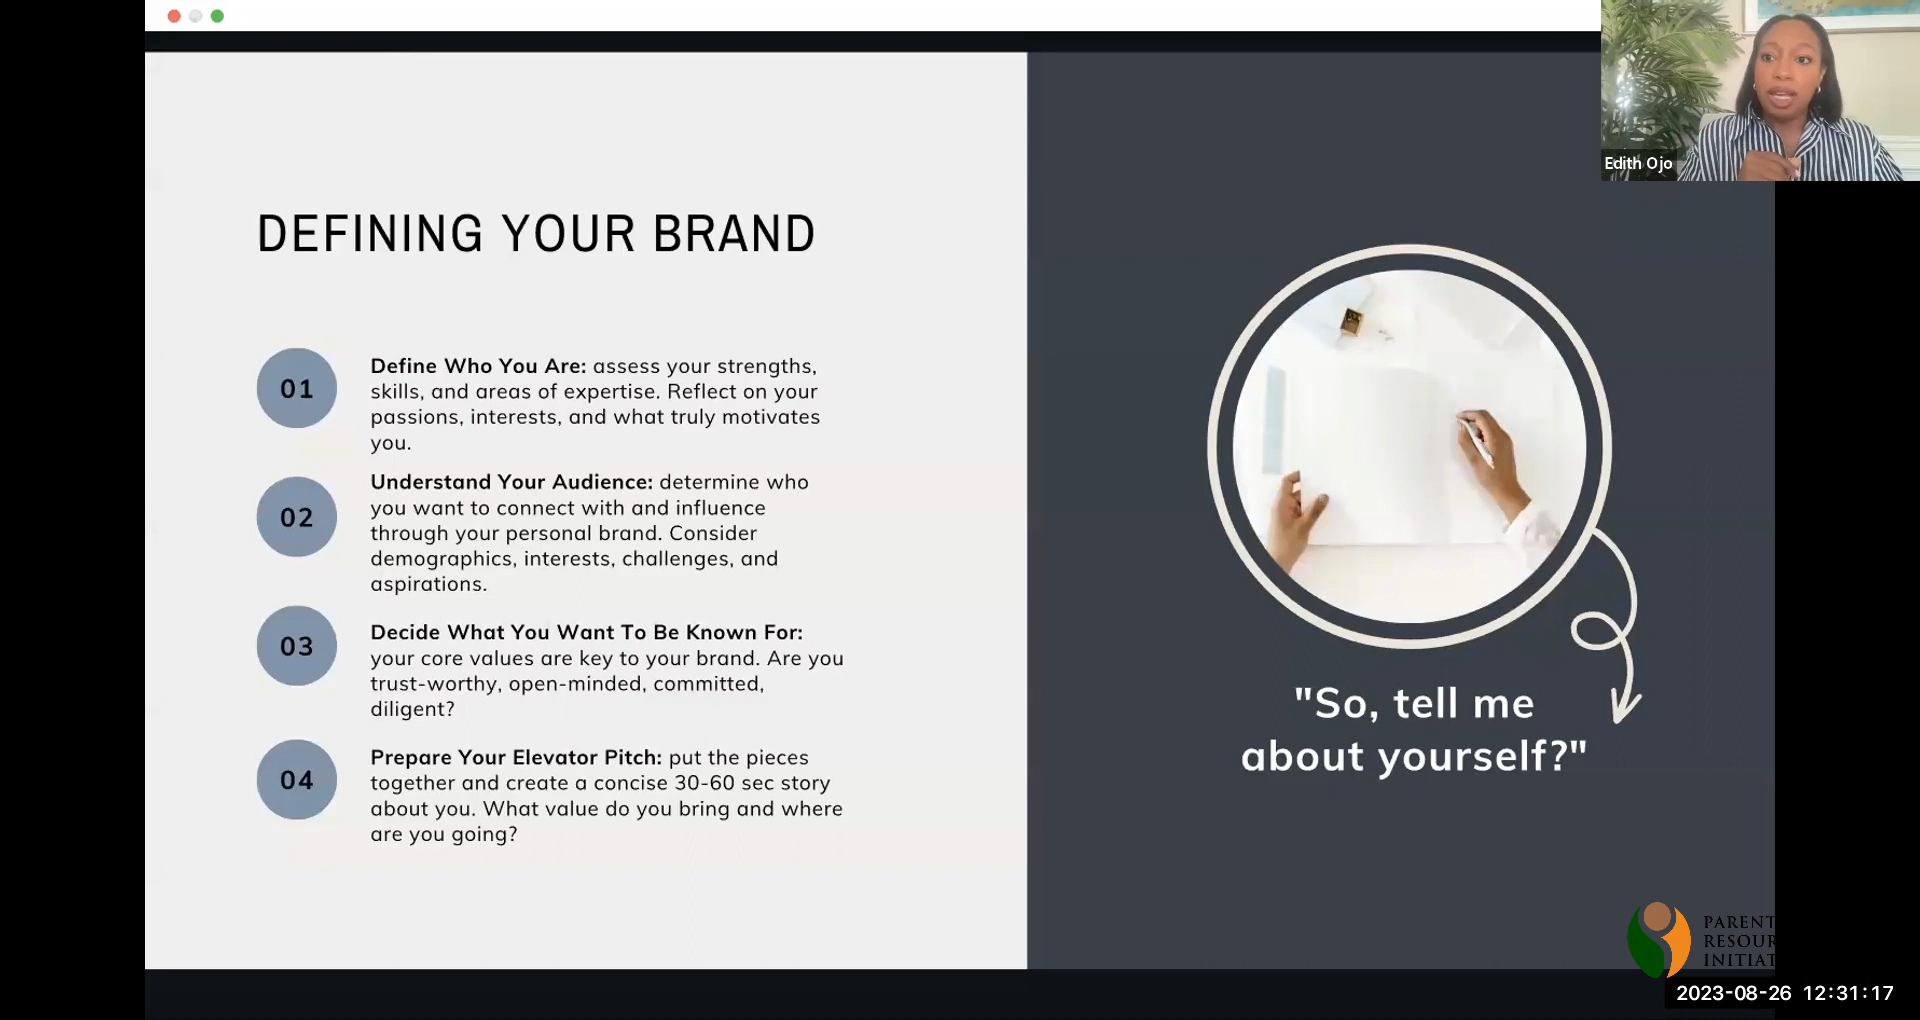 Edith Ojo
DEFINING YOUR BRAND
01
Define Who You Are: assess your strengths,
skills, and areas of expertise. Reflect on your
passions, interests, and what truly motivates
you.
02
Understand Your Audience: determine who
you want to connect with and influence
through your personal brand. Consider
demographics, interests, challenges, and
aspirations.
03
Decide What You Want To Be Known For:
your core values are key to your brand. Are you
trust-worthy, open-minded, committed,
diligent?
04
Prepare Your Elevator Pitch: put the pieces
together and create a concise 30-60 sec story
about you. What value do you bring and where
are you going?
"So, tell me
about yourself?"
PARENT
RESOUR
INITIAT
2023-08-26 12:31:17